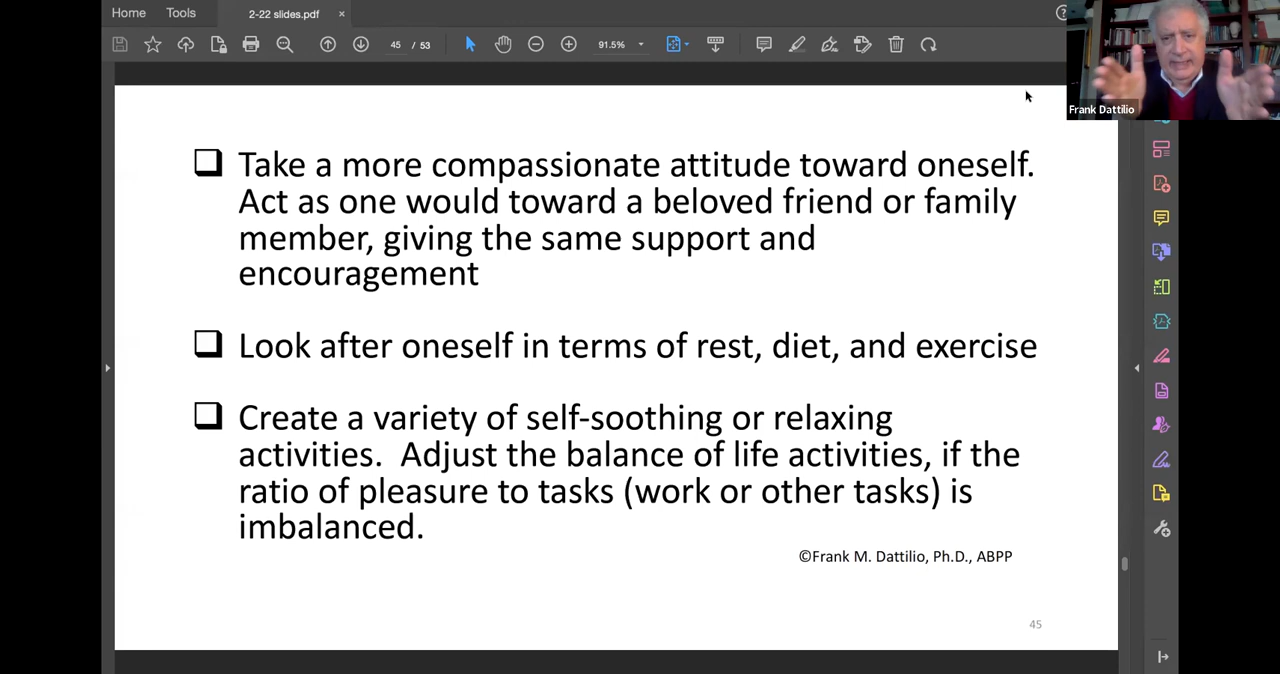 Home Tools 2-22 slides.pdf ×
45 / 53 91.5%
Frank Dattilio
❑ Take a more compassionate attitude toward oneself.
Act as one would toward a beloved friend or family
member, giving the same support and
encouragement
❑ Look after oneself in terms of rest, diet, and exercise
❑ Create a variety of self-soothing or relaxing
activities.  Adjust the balance of life activities, if the
ratio of pleasure to tasks (work or other tasks) is
imbalanced.
©Frank M. Dattilio, Ph.D., ABPP
45